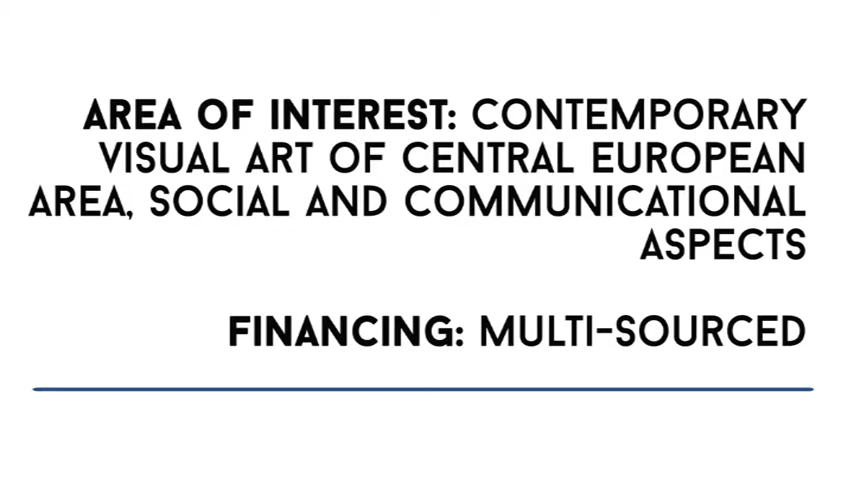 AREA OF INTEREST: CONTEMPORARY
VISUAL ART OF CENTRAL EUROPEAN
AREA, SOCIAL AND COMMUNICATIONAL
ASPECTS
FINANCING: MULTI-SOURCED